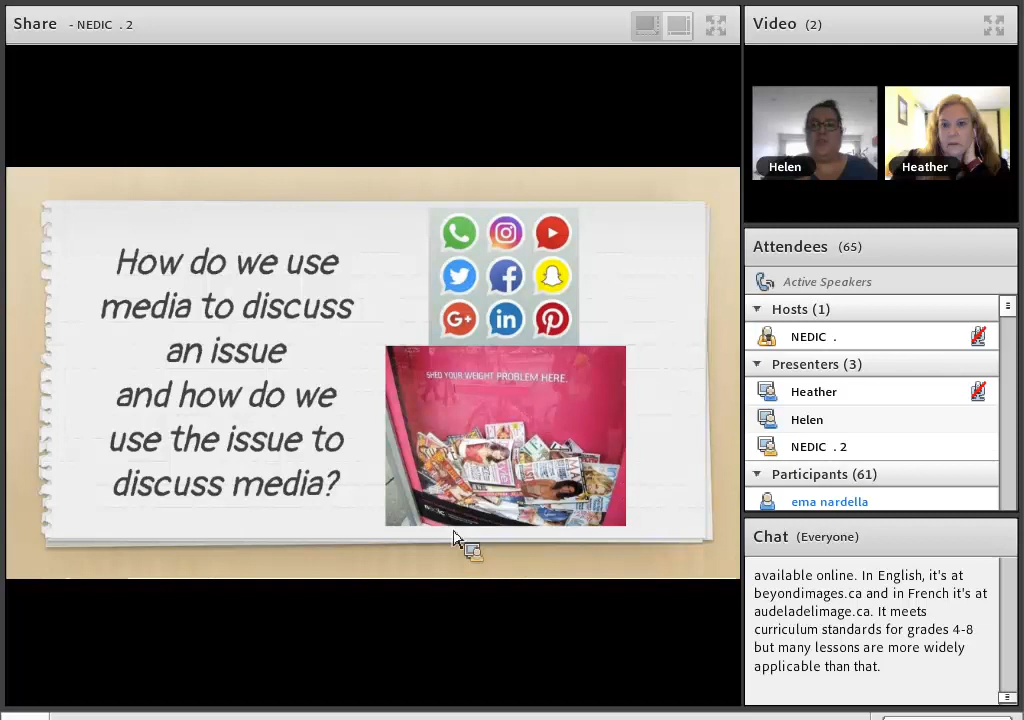 Share - NEDIC . 2
How do we use
media to discuss
an issue
and how do we
use the issue to
discuss media?
G+
in
SHED YOUR WEIGHT PROBLEM HERE.
Video (2)
Helen
Heather
Attendees (65)
Active Speakers
Hosts (1)
NEDIC .
Presenters (3)
Heather
Helen
NEDIC . 2
Participants (61)
ema nardella
Chat (Everyone)
available online. In English, it's at
beyondimages.ca and in French it's at
audeladelimage.ca. It meets
curriculum standards for grades 4-8
but many lessons are more widely
applicable than that.